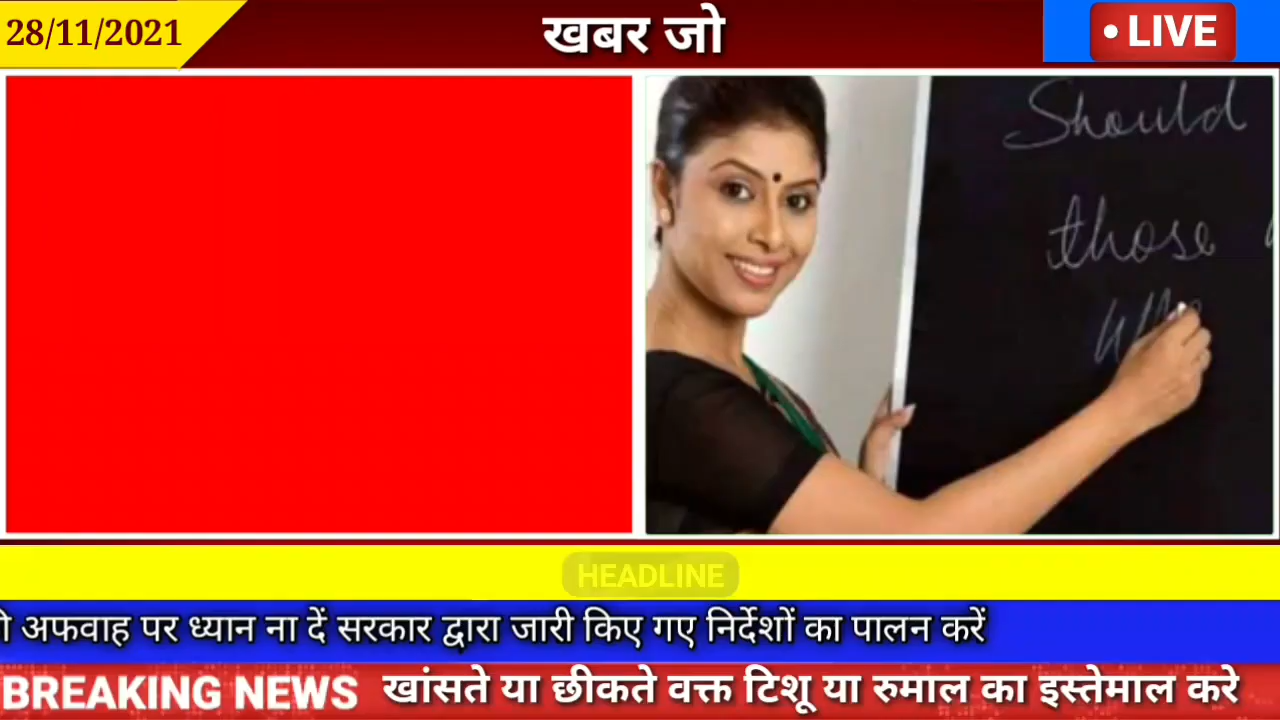 28/11/2021
खबर जो
• LIVE
Should
those
HEADLINE
अफवाह पर ध्यान ना दें सरकार द्वारा जारी किए गए निर्देशों का पालन करें
BREAKING NEWS खांसते या छीकते वक्त टिशू या रुमाल का इस्तेमाल करे